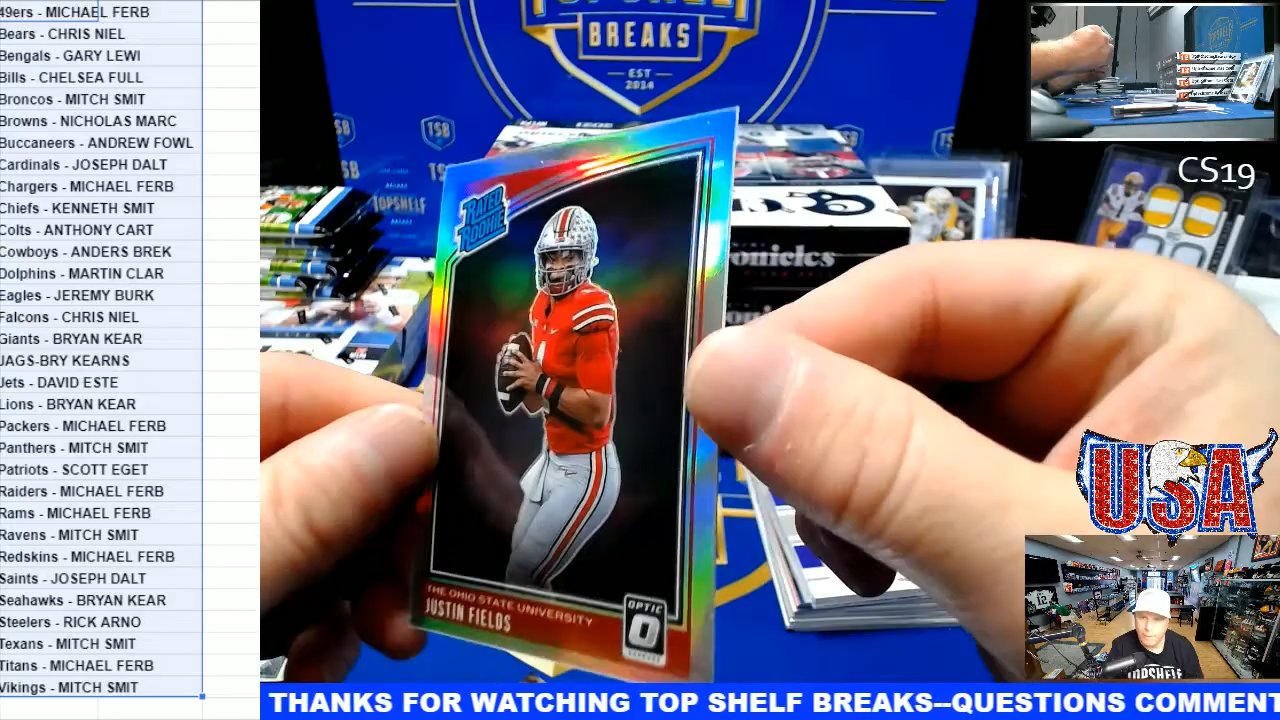 49ers - MICHAEL FERB
Bears - CHRIS NIEL
Bengals - GARY LEWI
Bills - CHELSEA FULL
Broncos - MITCH SMIT
Browns - NICHOLAS MARC
Buccaneers - ANDREW FOWL
Cardinals - JOSEPH DALT
Chargers - MICHAEL FERB
Chiefs - KENNETH SMIT
Colts - ANTHONY CART
Cowboys - ANDERS BREK
Dolphins - MARTIN CLAR
Eagles - JEREMY BURK
Falcons - CHRIS NIEL
Giants - BRYAN KEAR
JAGS-BRY KEARNS
Jets - DAVID ESTE
Lions - BRYAN KEAR
Packers - MICHAEL FERB
Panthers - MITCH SMIT
Patriots - SCOTT EGET
Raiders - MICHAEL FERB
Rams - MICHAEL FERB
Ravens - MITCH SMIT
Redskins - MICHAEL FERB
Saints - JOSEPH DALT
Seahawks - BRYAN KEAR
Steelers - RICK ARNO
Texans - MITCH SMIT
Titans - MICHAEL FERB
Vikings - MITCH SMIT
BREAKS
EST
2014
TSB
TOPSHELF
RATED
ROOKIE
THE OHIO STATE UNIVERSITY
JUSTIN FIELDS
OPTIC
CS19
USA
TOPSHELF
THANKS FOR WATCHING TOP SHELF BREAKS--QUESTIONS COMMENT